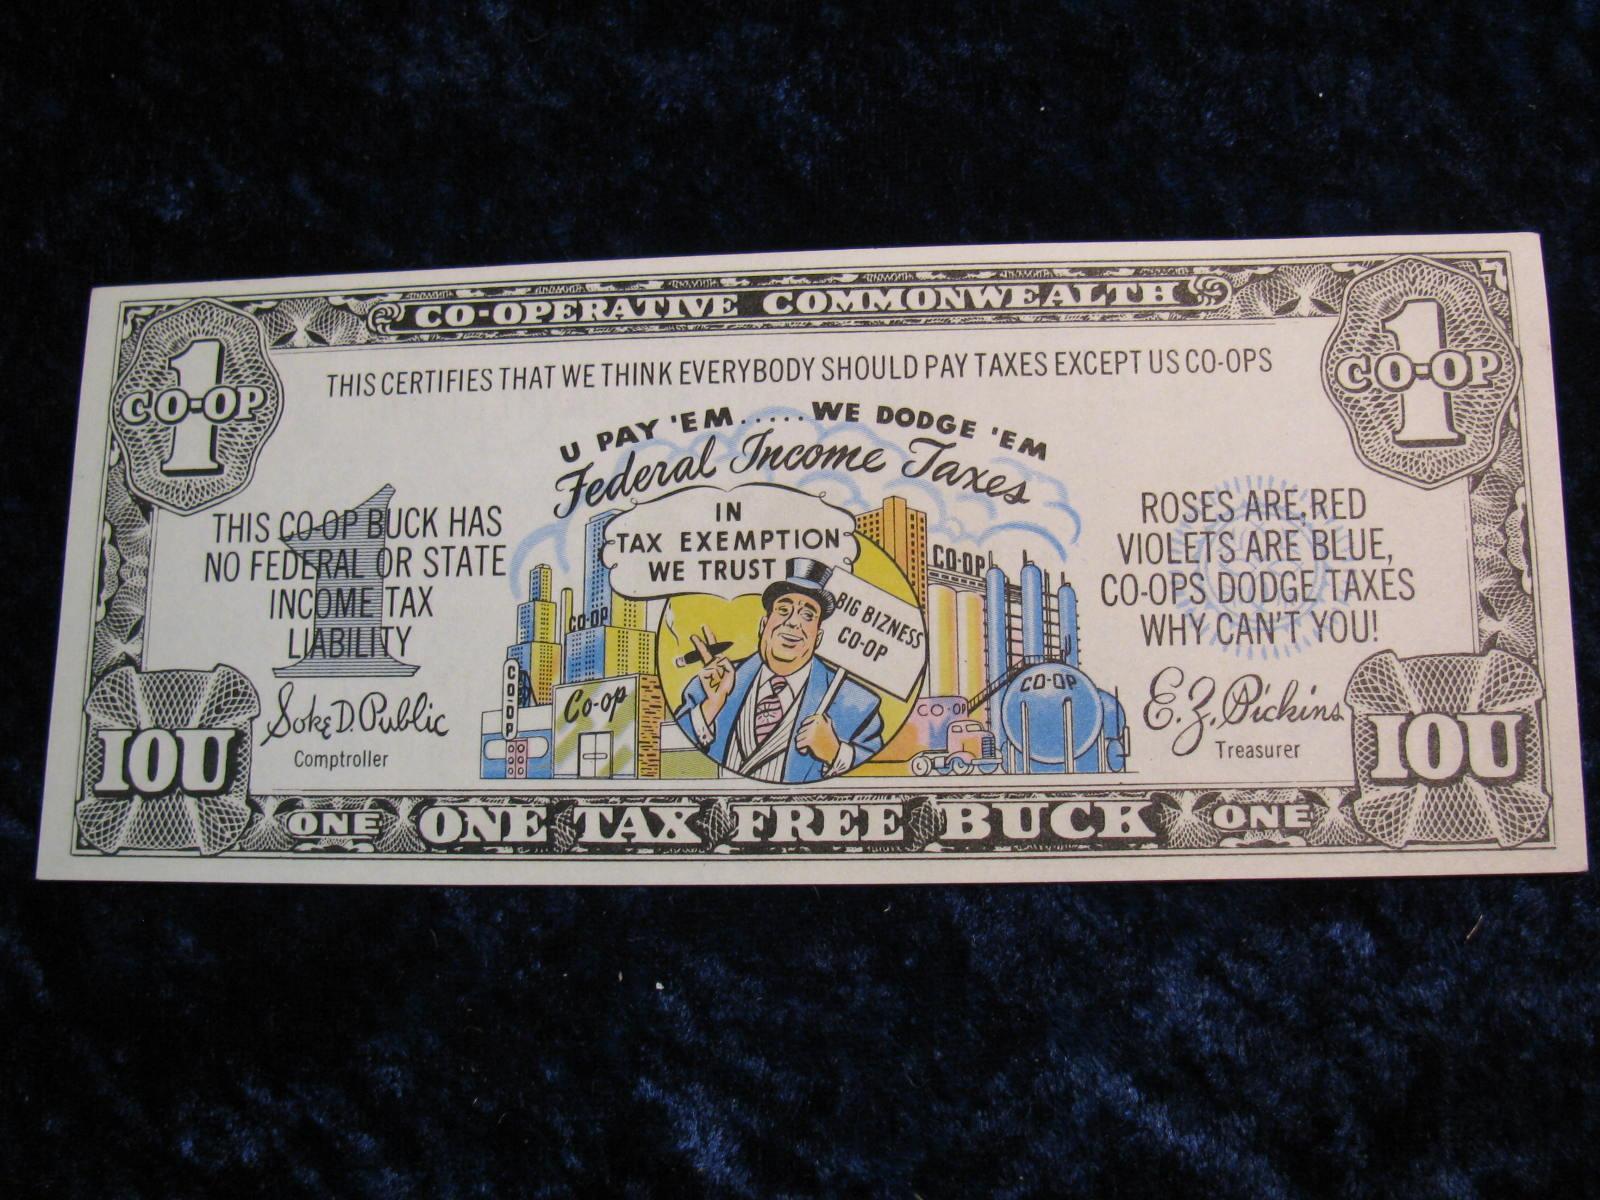 CO-OPERATIVE COMMONWEALTH
1
CO-OP
1
CO-OP
THIS CERTIFIES THAT WE THINK EVERYBODY SHOULD PAY TAXES EXCEPT US CO-OPS
U PAY 'EM.....WE DODGE 'EM
Federal Income Taxes
1
THIS CO-OP BUCK HAS
NO FEDERAL OR STATE
INCOME TAX
LIABILITY
IN
TAX EXEMPTION
WE TRUST
BIG BIZNESS
CO-OP
CO-OP
CO-OP
Co-op
CO-OP
CO-OP
CO-OP
ROSES ARE RED
VIOLETS ARE BLUE,
CO-OPS DODGE TAXES
WHY CAN'T YOU!
Soke D. Public
Comptroller
E. Z. Pickins
Treasurer
IOU
IOU
ONE
ONE TAX FREE BUCK
ONE